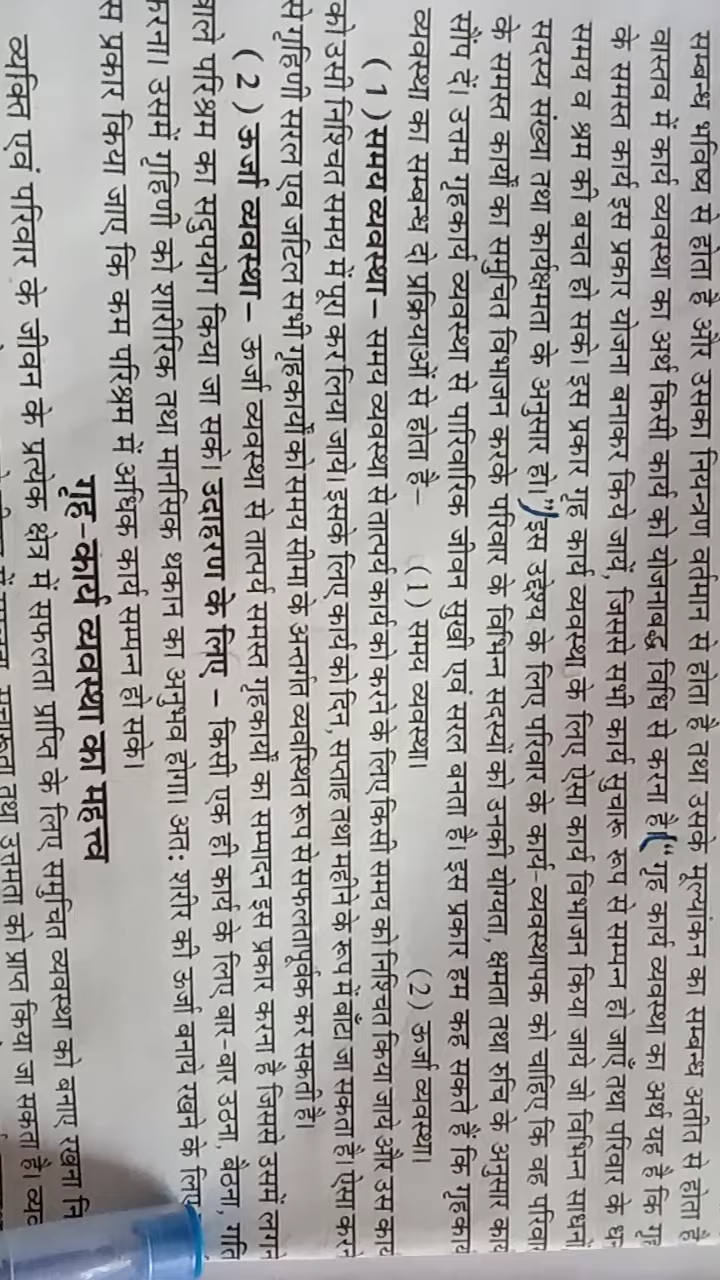 सम्बन्ध भविष्य से होता है और उसका नियन्त्रण वर्तमान से होता है तथा उसके मूल्यांकन का सम्बन्ध अतीत से होता है
वास्तव में कार्य व्यवस्था का अर्थ किसी कार्य को योजनाबद्ध विधि से करना है। "गृह कार्य व्यवस्था का अर्थ यह है कि गृह
के समस्त कार्य इस प्रकार योजना बनाकर किये जायें, जिससे सभी कार्य सुचारू रूप से सम्पन्न हो जाएँ तथा परिवार के
समय व श्रम की बचत हो सके। इस प्रकार गृह कार्य व्यवस्था के लिए ऐसा कार्य विभाजन किया जाये जो विभिन्न साधनों
सदस्य संख्या तथा कार्यक्षमता के अनुसार हो।" इस उद्देश्य के लिए परिवार के कार्य-व्यवस्थापक को चाहिए कि वह
के समस्त कार्यों का समुचित विभाजन करके परिवार के विभिन्न सदस्यों को उनकी योग्यता, क्षमता तथा रुचि के अनुसार
सौंप दें। उत्तम गृहकार्य व्यवस्था से पारिवारिक जीवन सुखी एवं सरल बनता है। इस प्रकार हम कह सकते हैं कि
व्यवस्था का सम्बन्ध दो प्रक्रियाओं से होता है– (1) समय व्यवस्था। (2) ऊर्जा व्यवस्था।
(1) समय व्यवस्था – समय व्यवस्था से तात्पर्य कार्य को करने के लिए किसी समय को निश्चित किया जाये और उस
को उसी निश्चित समय में पूरा कर लिया जाये। इसके लिए कार्य को दिन, सप्ताह तथा महीने के रूप में बाँटा जा सकता है। ऐसा
से गृहिणी सरल एवं जटिल सभी गृहकार्यों को समय सीमा के अन्तर्गत व्यवस्थित रूप से सफलतापूर्वक कर सकती है।
(2) ऊर्जा व्यवस्था – ऊर्जा व्यवस्था से तात्पर्य समस्त गृहकार्यों का सम्पादन इस प्रकार करना है जिससे उसमें
परिश्रम का सदुपयोग किया जा सके। उदाहरण के लिए – किसी एक ही कार्य के लिए बार-बार उठना, बैठना,
उसमें गृहिणी को शारीरिक तथा मानसिक थकान का अनुभव होगा। अतः शरीर की ऊर्जा बनाये रखने के लिए
प्रकार किया जाए कि कम परिश्रम में अधिक कार्य सम्पन्न हो सके।
गृह-कार्य व्यवस्था का महत्त्व
व्यक्ति एवं परिवार के जीवन के प्रत्येक क्षेत्र में सफलता प्राप्ति के लिए समुचित व्यवस्था को बनाए रखना
तथा उत्तमता को प्राप्त किया जा सकता है।